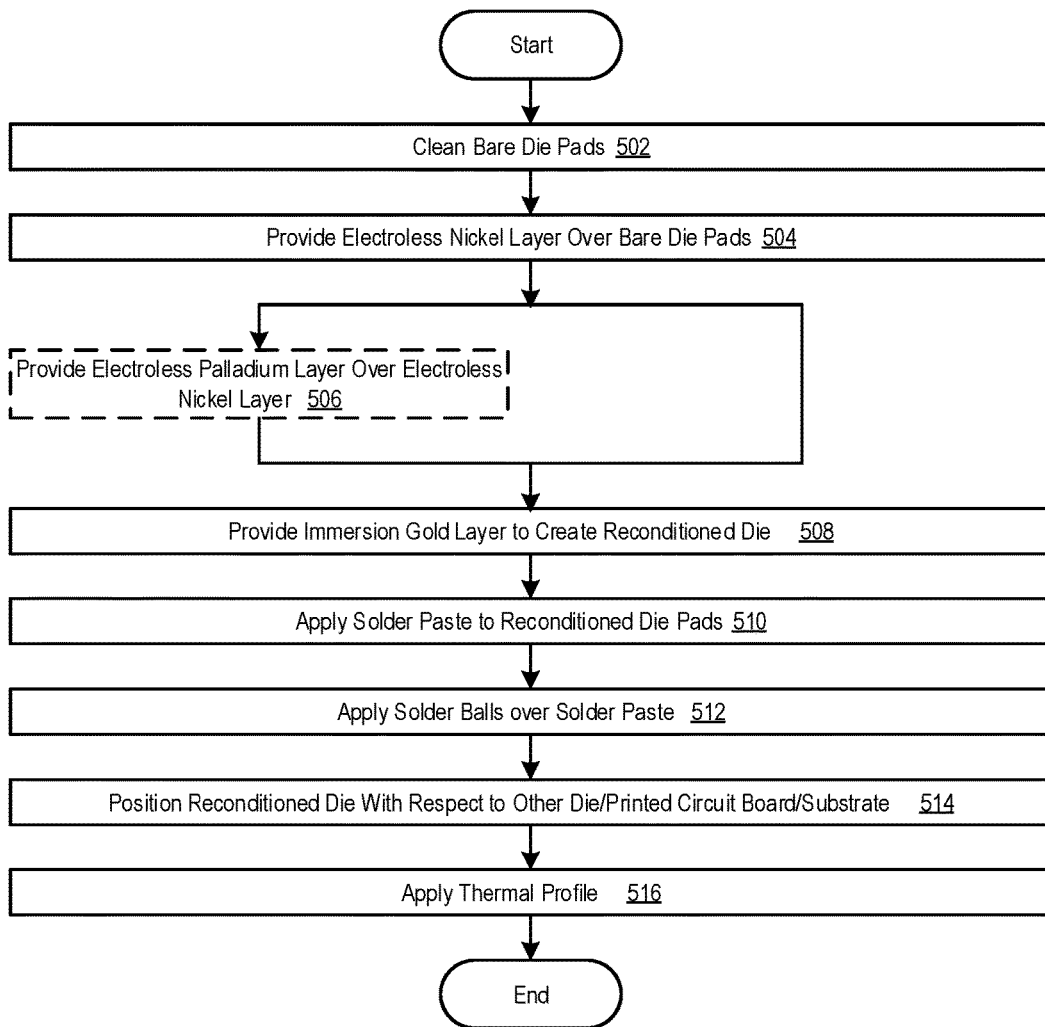 Start
Clean Bare Die Pads 502
Provide Electroless Nickel Layer Over Bare Die Pads 504
Provide Electroless Palladium Layer Over Electroless
Nickel Layer 506
Provide Immersion Gold Layer to Create Reconditioned Die 508
Apply Solder Paste to Reconditioned Die Pads 510
Apply Solder Balls over Solder Paste 512
Position Reconditioned Die With Respect to Other Die/Printed Circuit Board/Substrate 514
Apply Thermal Profile 516
End